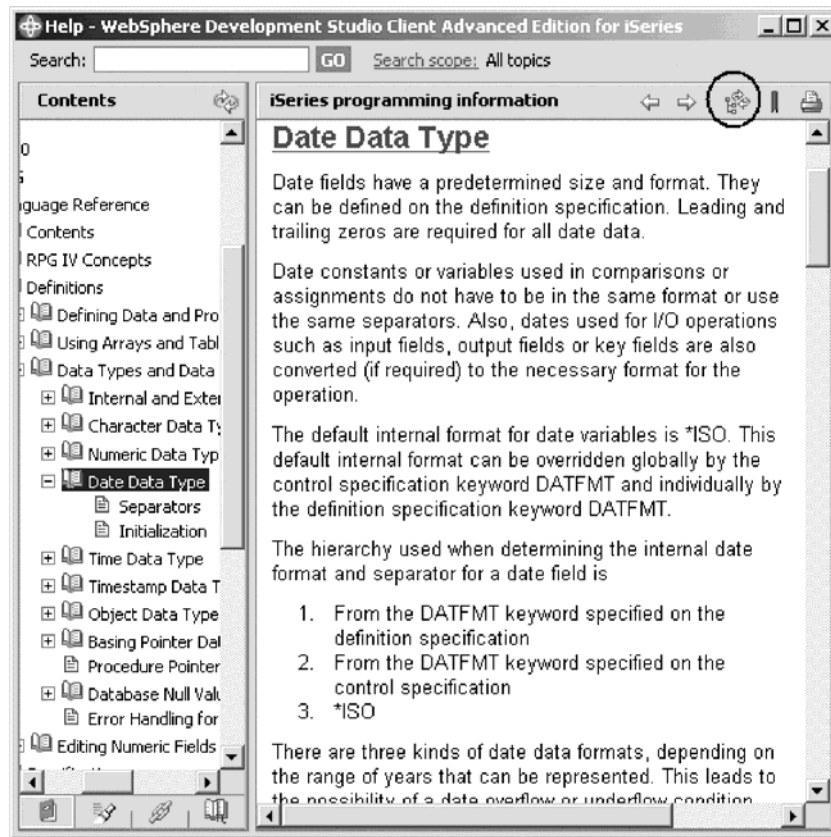 Help - WebSphere Development Studio Client Advanced Edition for iSeries
Search: GO Search scope: All topics
Contents
0
iguage Reference
Contents
RPG IV Concepts
Definitions
Defining Data and Pro
Using Arrays and Tabl
Data Types and Data
Internal and Exter
Character Data Ty
Numeric Data Typ
Date Data Type
Separators
Initialization
Time Data Type
Timestamp Data T
Object Data Type
Basing Pointer Dat
Procedure Pointer
Database Null Valu
Error Handling for
Editing Numeric Fields
iSeries programming information
Date Data Type
Date fields have a predetermined size and format. They
can be defined on the definition specification. Leading and
trailing zeros are required for all date data.
Date constants or variables used in comparisons or
assignments do not have to be in the same format or use
the same separators. Also, dates used for I/O operations
such as input fields, output fields or key fields are also
converted (if required) to the necessary format for the
operation.
The default internal format for date variables is *ISO. This
default internal format can be overridden globally by the
control specification keyword DATFMT and individually by
the definition specification keyword DATFMT.
The hierarchy used when determining the internal date
format and separator for a date field is
1. From the DATFMT keyword specified on the
definition specification
2. From the DATFMT keyword specified on the
control specification
3. *ISO
There are three kinds of date data formats, depending on
the range of years that can be represented. This leads to
the possibility of a date overflow or underflow condition